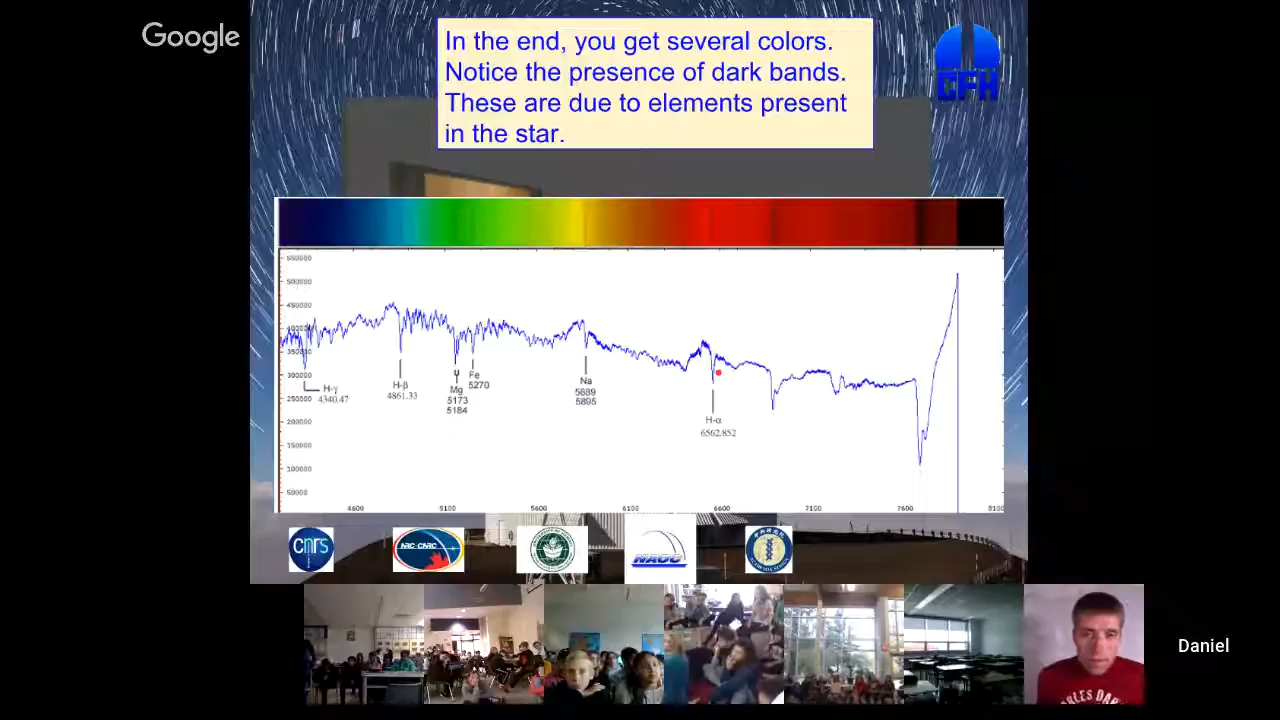 Google
In the end, you get several colors.
Notice the presence of dark bands.
These are due to elements present
in the star.
CFH
550000
500000
450000
400000
350000
300000
250000
200000
150000
100000
50000
H-γ
4340.47
H-β
4861.33
Mg
5173
5184
Fe
5270
Na
5889
5895
H-α
6562.852
4600
5100
5600
6100
6600
7100
7600
8100
cnrs
NRC·CNRC
NAOC
Daniel